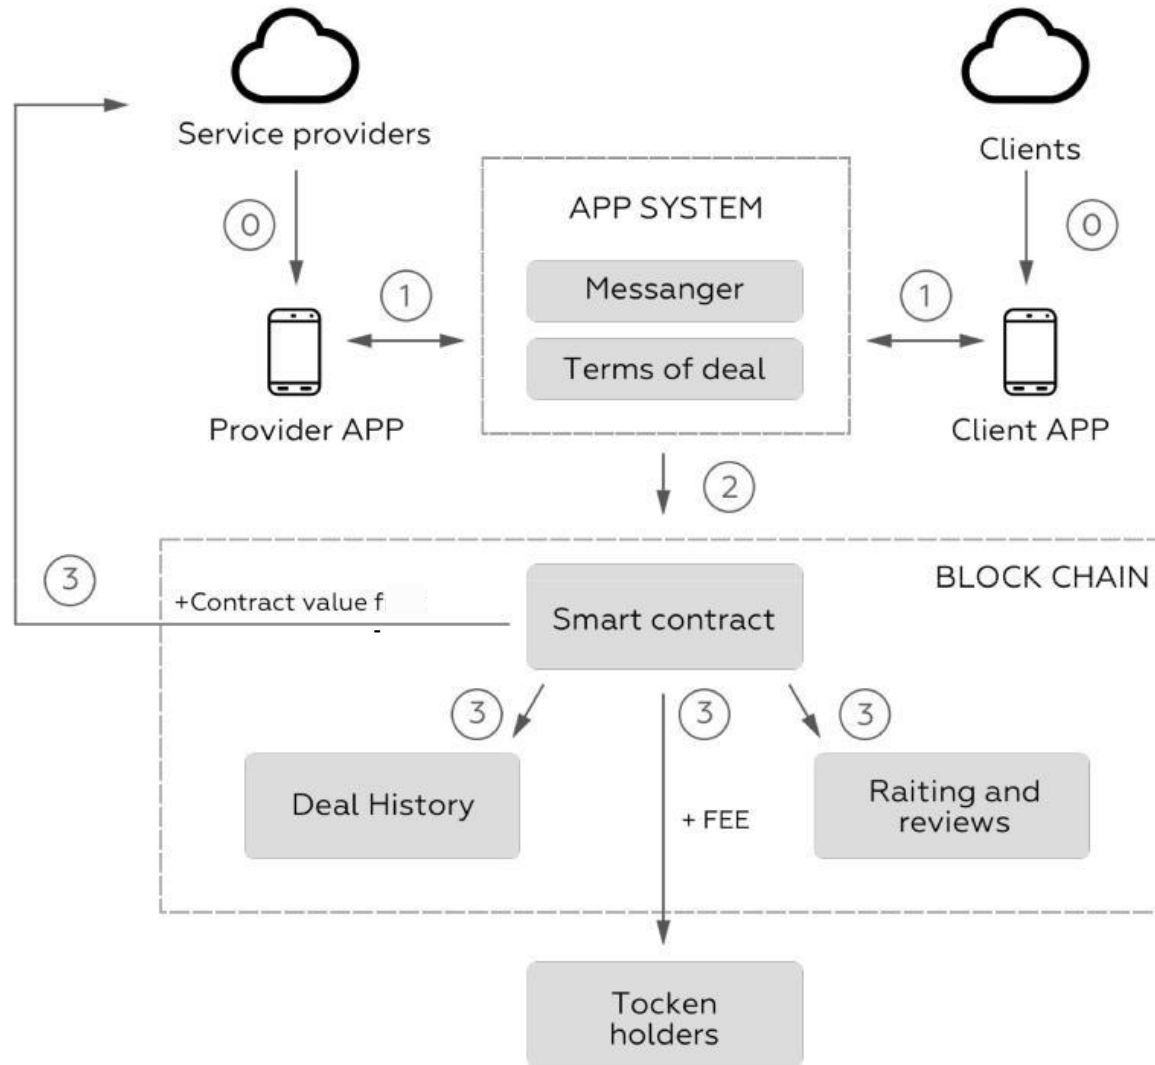 Service providers
Clients
APP SYSTEM
0
0
Messanger
1
1
Terms of deal
Provider APP
Client APP
2
BLOCK CHAIN
3
+Contract value f
Smart contract
3
3
3
Deal History
+ FEE
Raiting and
reviews
Tocken
holders